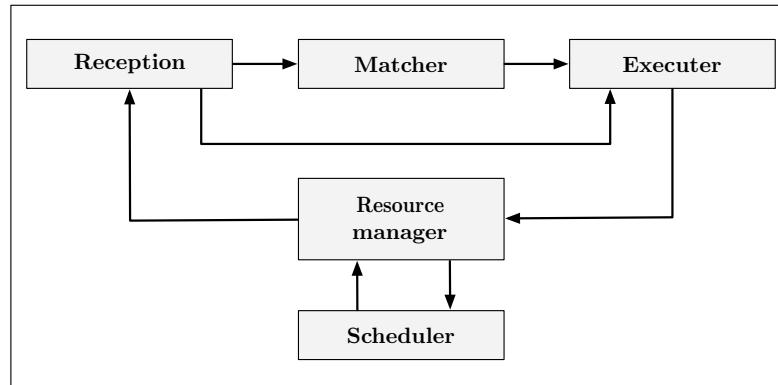 Reception
Matcher
Executer
Resource
manager
Scheduler